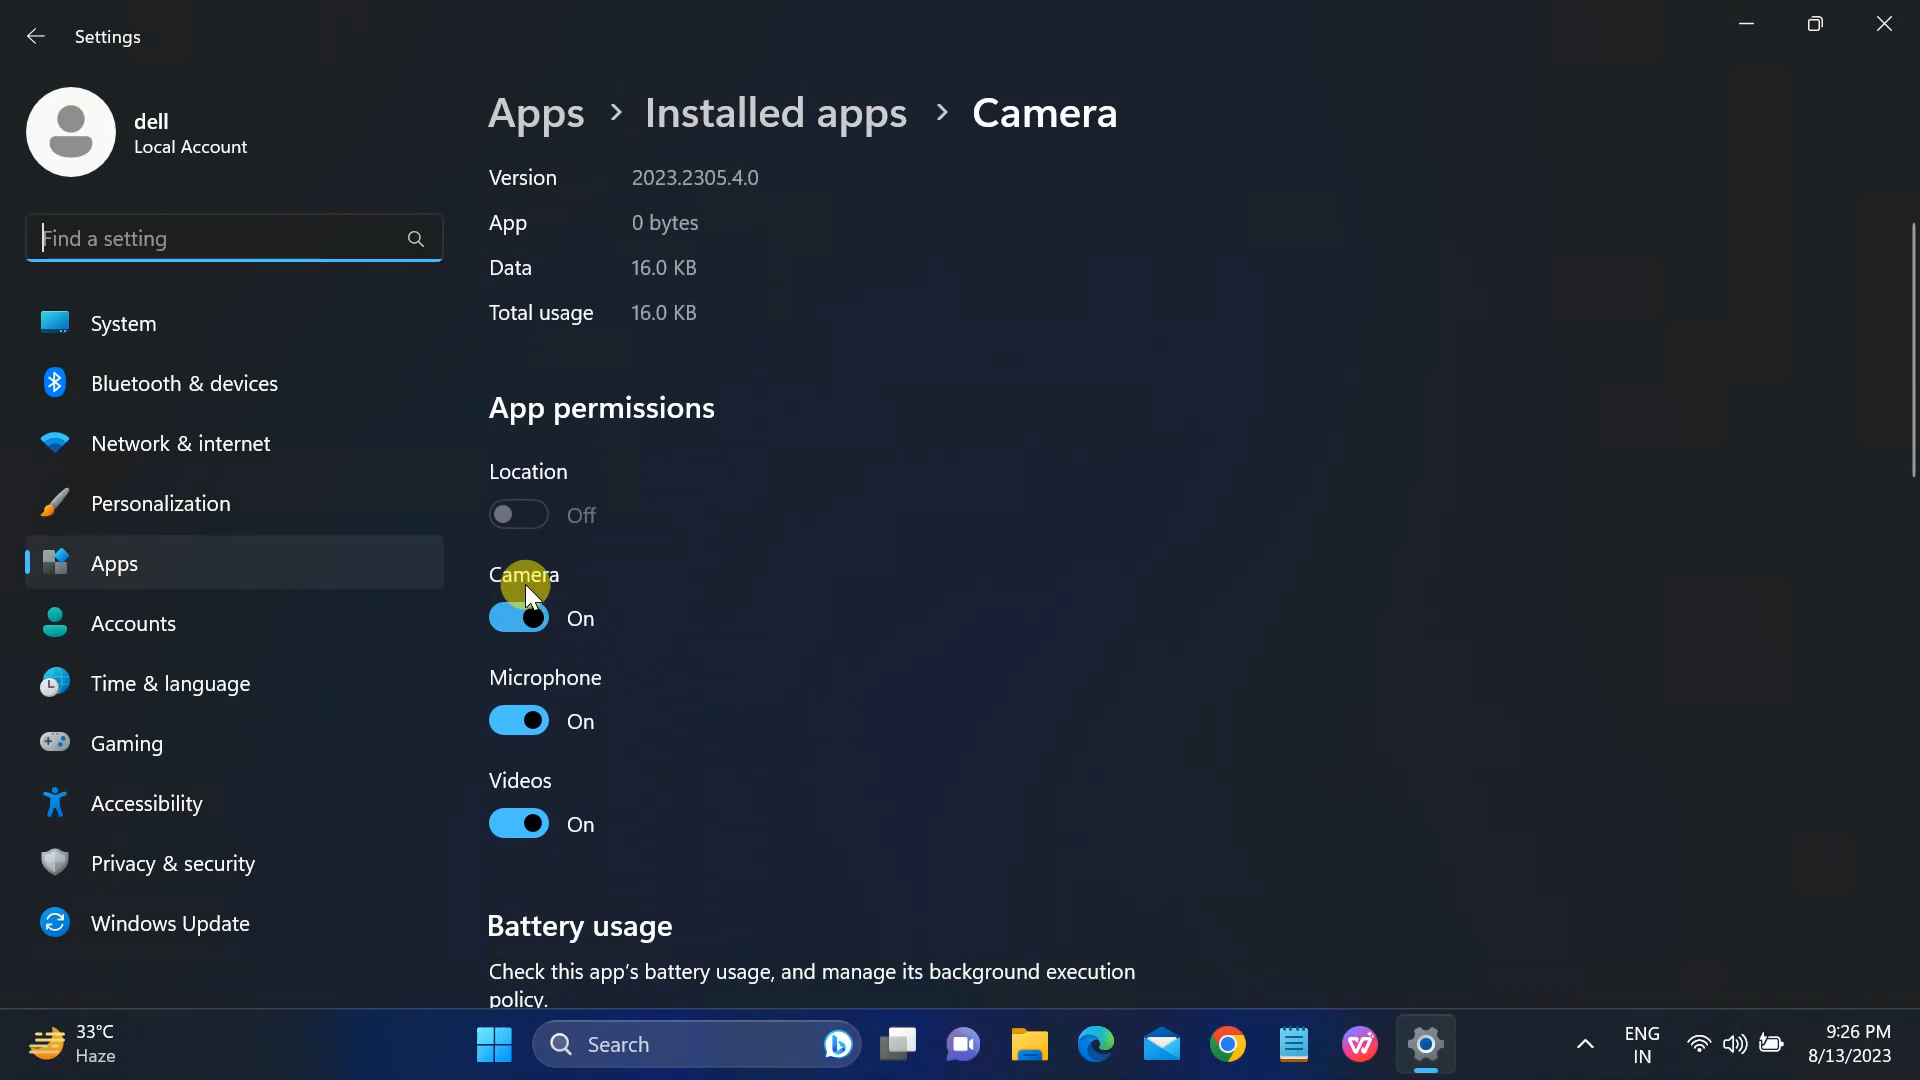 Settings
dell
Local Account
Find a setting
System
Bluetooth & devices
Network & internet
Personalization
Apps
Accounts
Time & language
Gaming
Accessibility
Privacy & security
Windows Update
Apps > Installed apps > Camera
Version 2023.2305.4.0
App 0 bytes
Data 16.0 KB
Total usage 16.0 KB
App permissions
Location
Off
Camera
On
Microphone
On
Videos
On
Battery usage
Check this app's battery usage, and manage its background execution
policy.
33°C
Haze
Search
ENG
IN
9:26 PM
8/13/2023